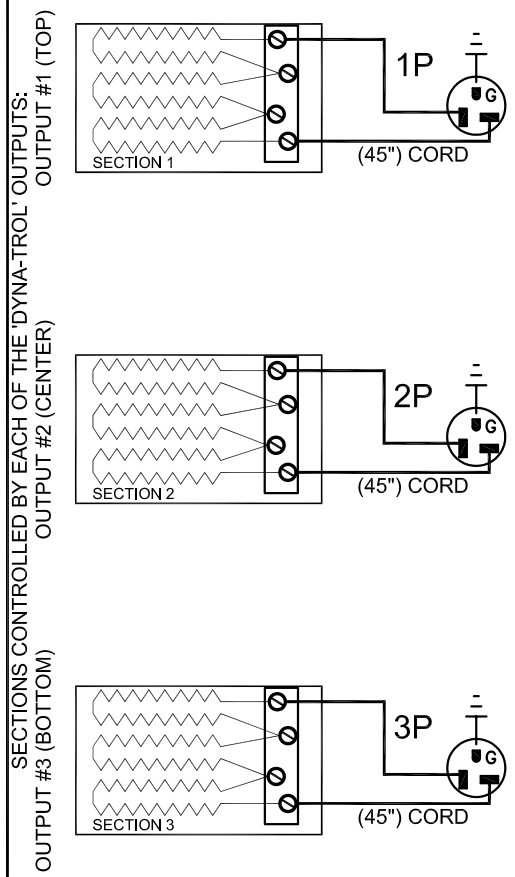 SECTIONS CONTROLLED BY EACH OF THE 'DYNA-TROL' OUTPUTS:
OUTPUT #1 (TOP)
SECTION 1
1P
G
(45") CORD
OUTPUT #2 (CENTER)
SECTION 2
2P
G
(45") CORD
OUTPUT #3 (BOTTOM)
SECTION 3
3P
G
(45") CORD